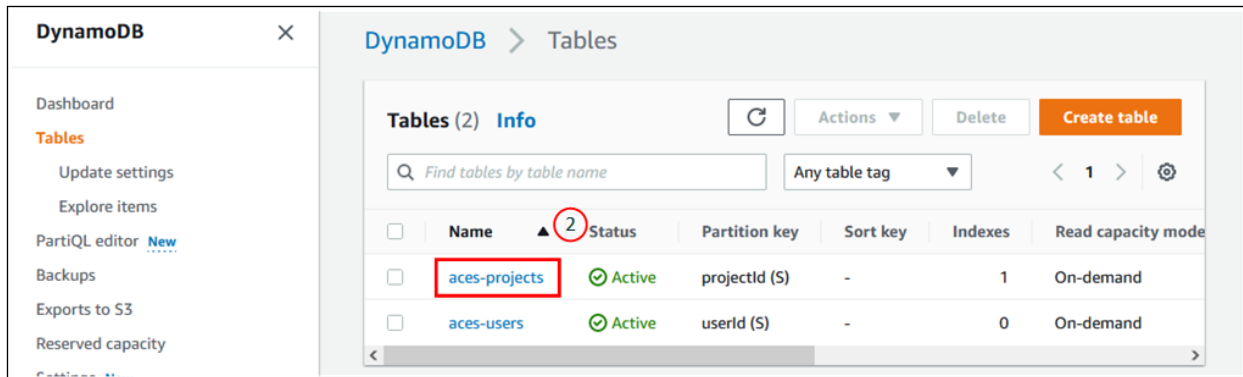 DynamoDB
Dashboard
Tables
Update settings
Explore items
PartiQL editor New
Backups
Exports to S3
Reserved capacity
Settings New
DynamoDB > Tables
Tables (2) Info
Actions Delete Create table
Find tables by table name Any table tag < 1 >
Name 2 Status Partition key Sort key Indexes Read capacity mode
aces-projects Active projectId (S) - 1 On-demand
aces-users Active userId (S) - 0 On-demand